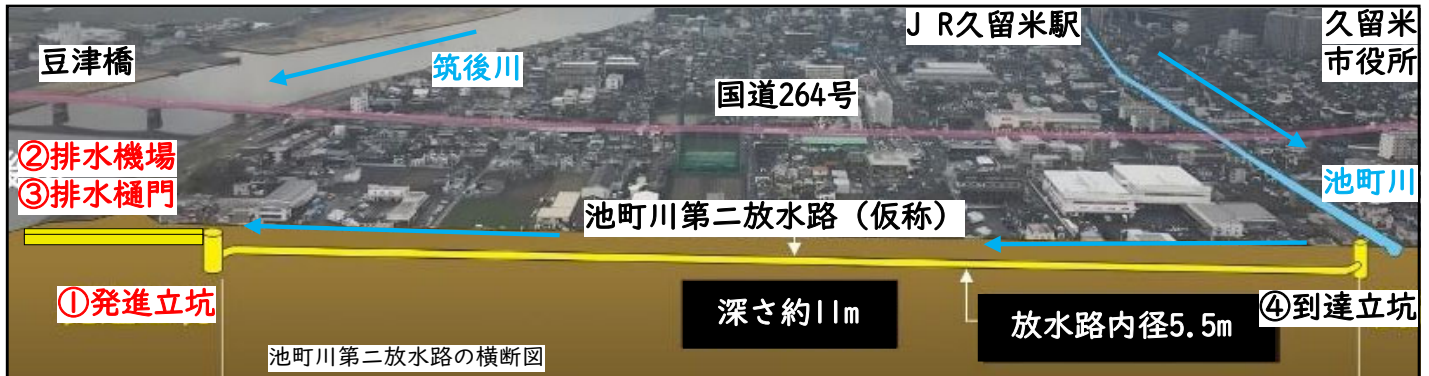 豆津橋
筑後川
JR久留米駅
久留米
市役所
国道264号
②排水機場
③排水樋門
池町川
池町川第二放水路（仮称）
①発進立坑
深さ約11m
放水路内径5.5m
④到達立坑
池町川第二放水路の横断図